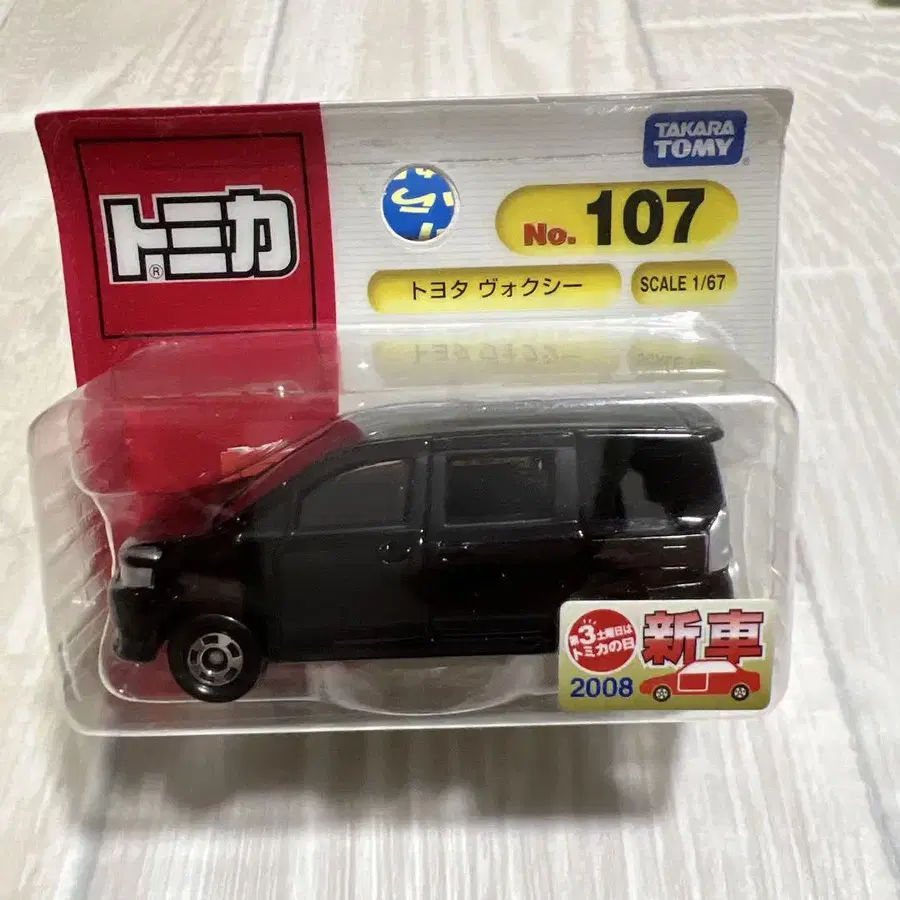 トミカ
®
TAKARA
TOMY®
No. 107
トヨタ ヴォクシー
SCALE 1/67
第3土曜日は
トミカの日
新車
2008